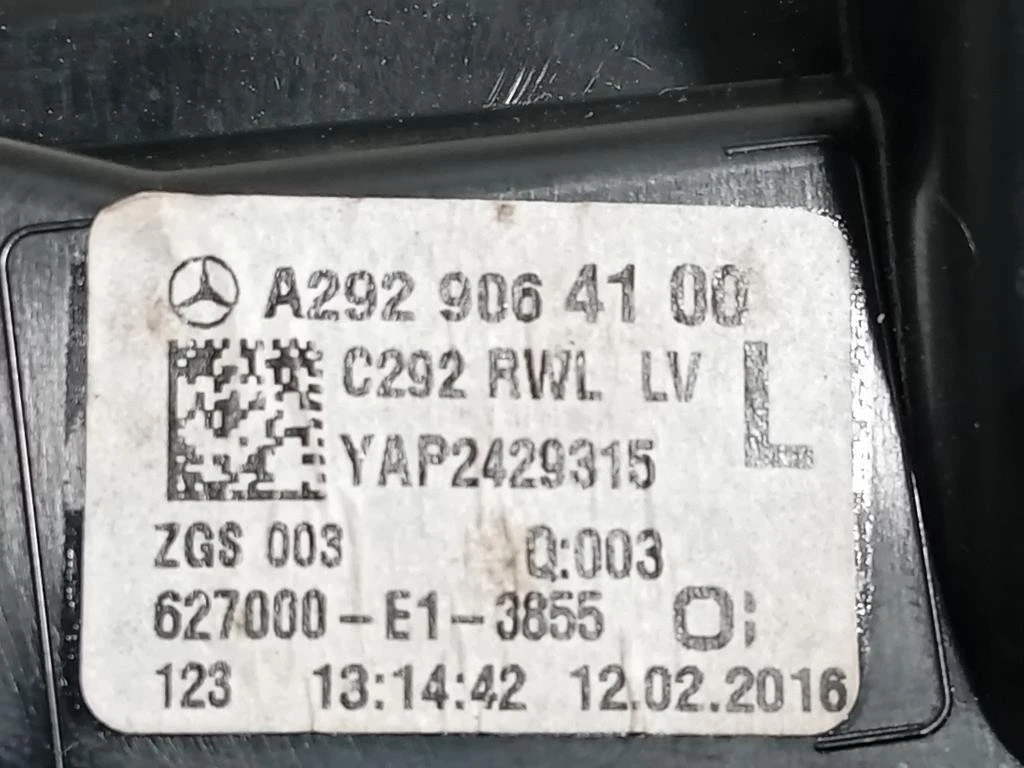 A292 906 41 00
C292 RWL LV L
YAP2429315
ZGS 003 Q:003
627000-E1-3855 O;
123 13:14:42 12.02.2016